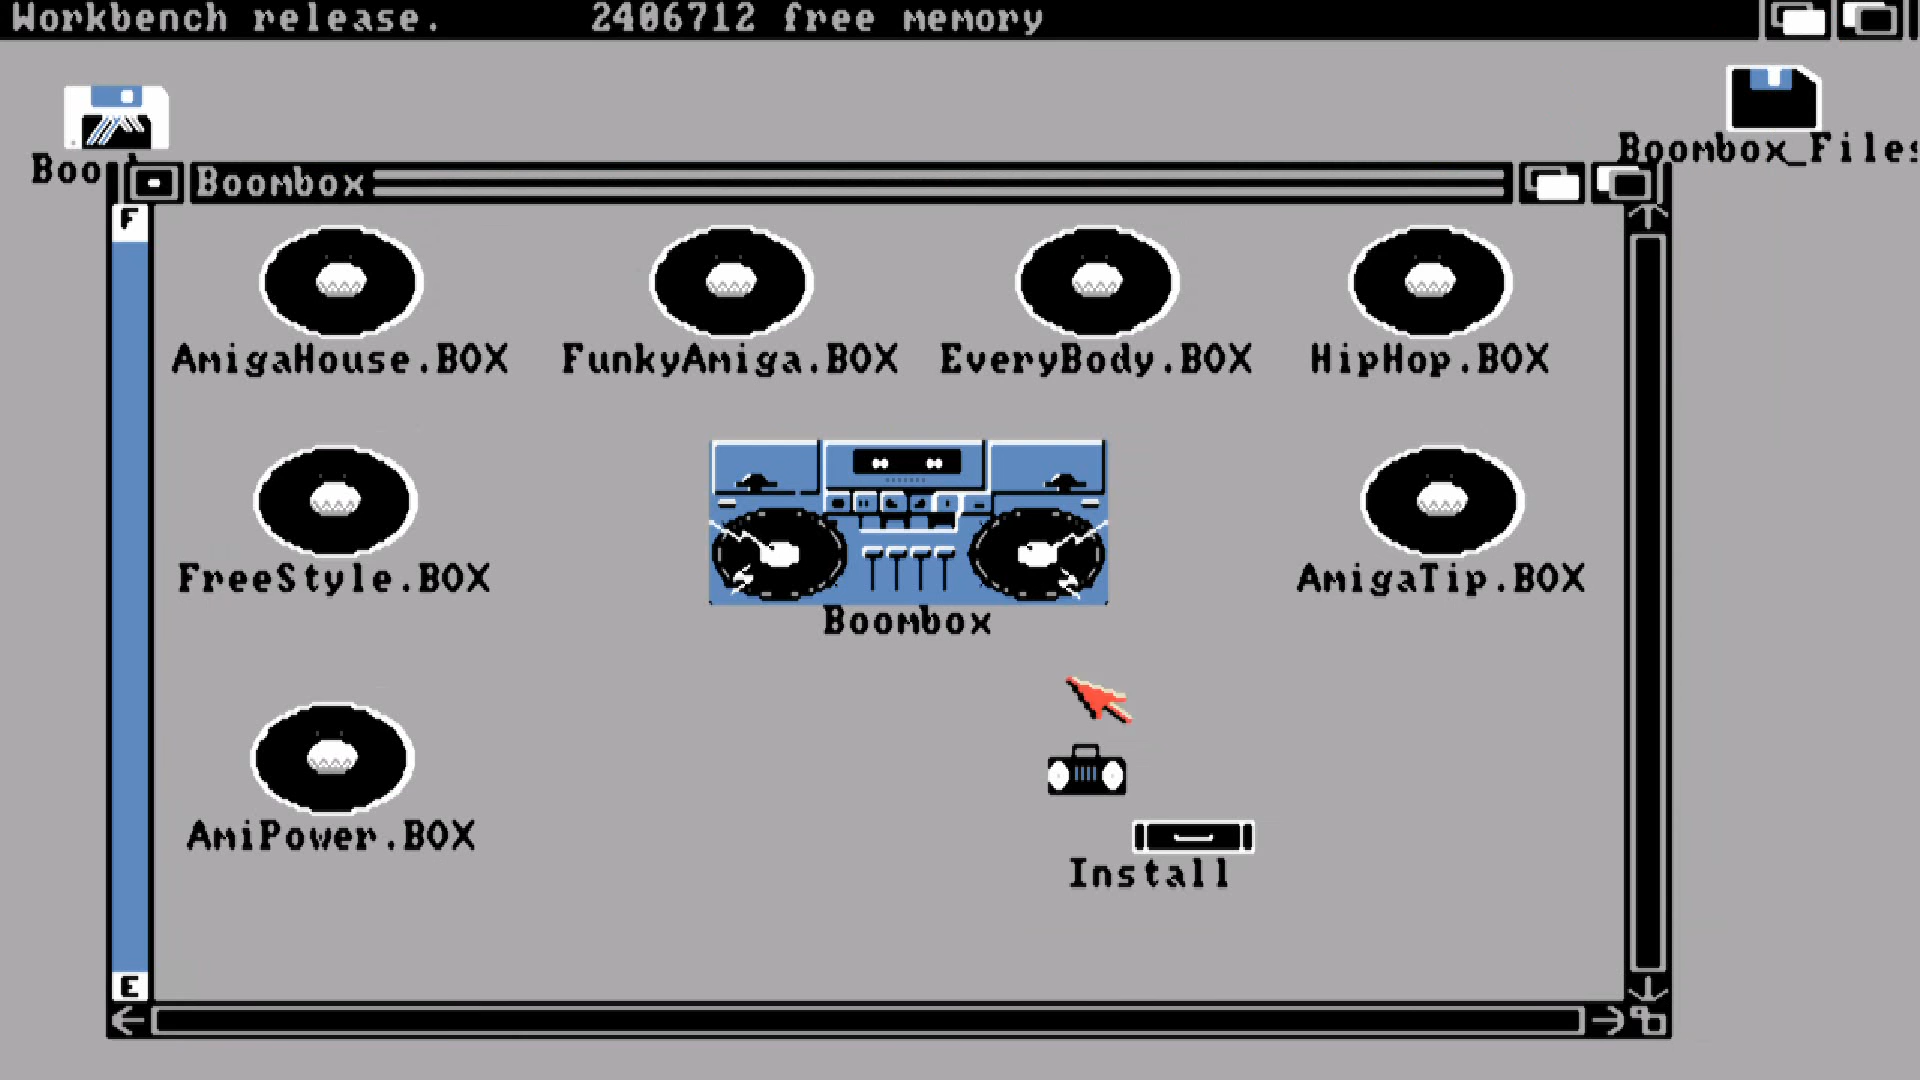 Workbench release. 2406712 free memory
Boo
Boombox_Files
Boombox
F
AmigaHouse.BOX FunkyAmiga.BOX EveryBody.BOX HipHop.BOX
FreeStyle.BOX AmigaTip.BOX
Boombox
AmiPower.BOX
Install
E